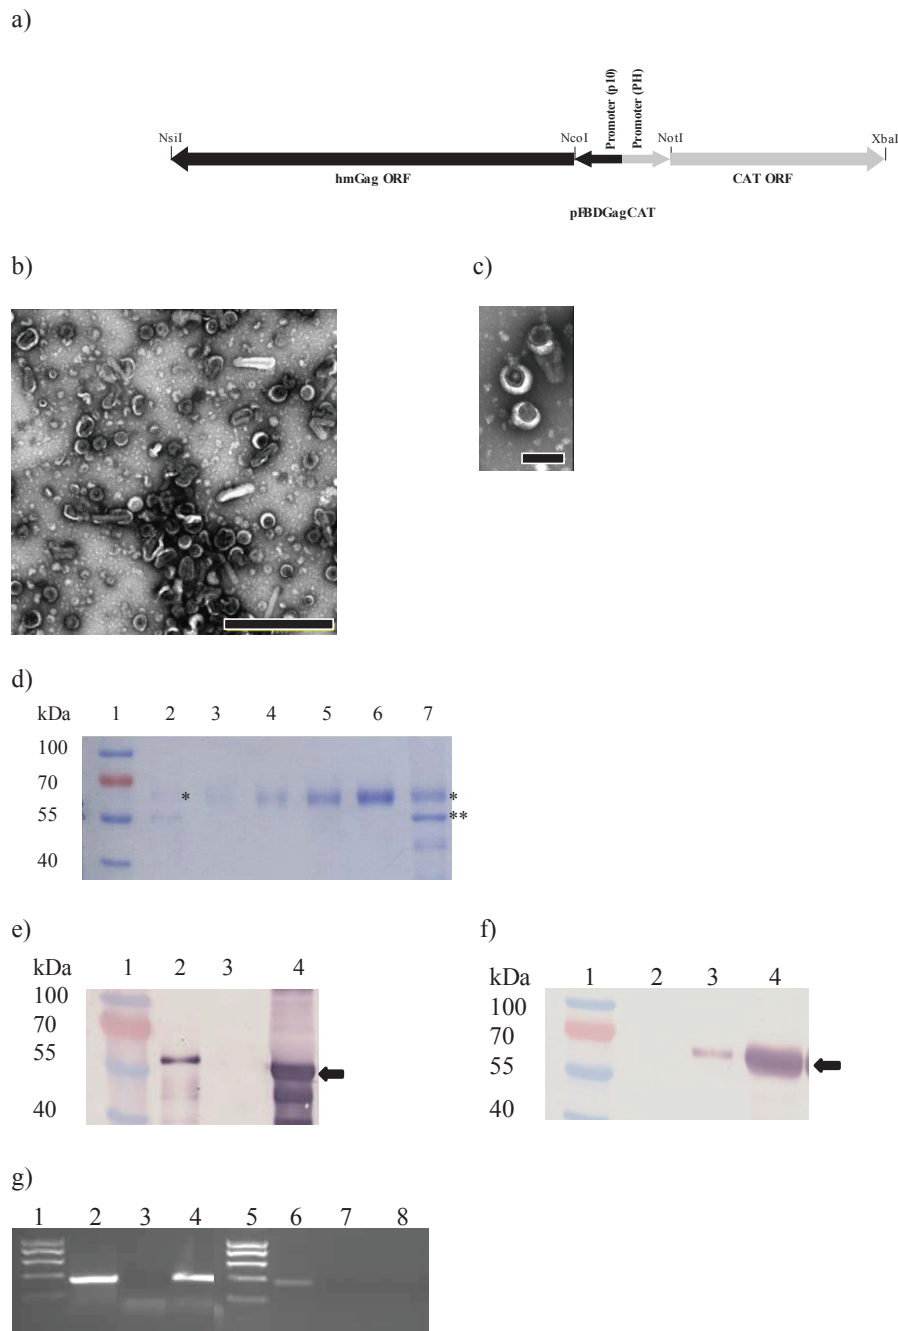 a)
Promoter (p10)
Promoter (PH)
NsiI
NcoI
NotI
XbaI
hmGag ORF
CAT ORF
pFBDGagCAT
b)
c)
d)
kDa 1 2 3 4 5 6 7
100
70
* *
55
**
40
e)
kDa 1 2 3 4
100
70
55
40
f)
kDa 1 2 3 4
100
70
55
40
g)
1 2 3 4 5 6 7 8